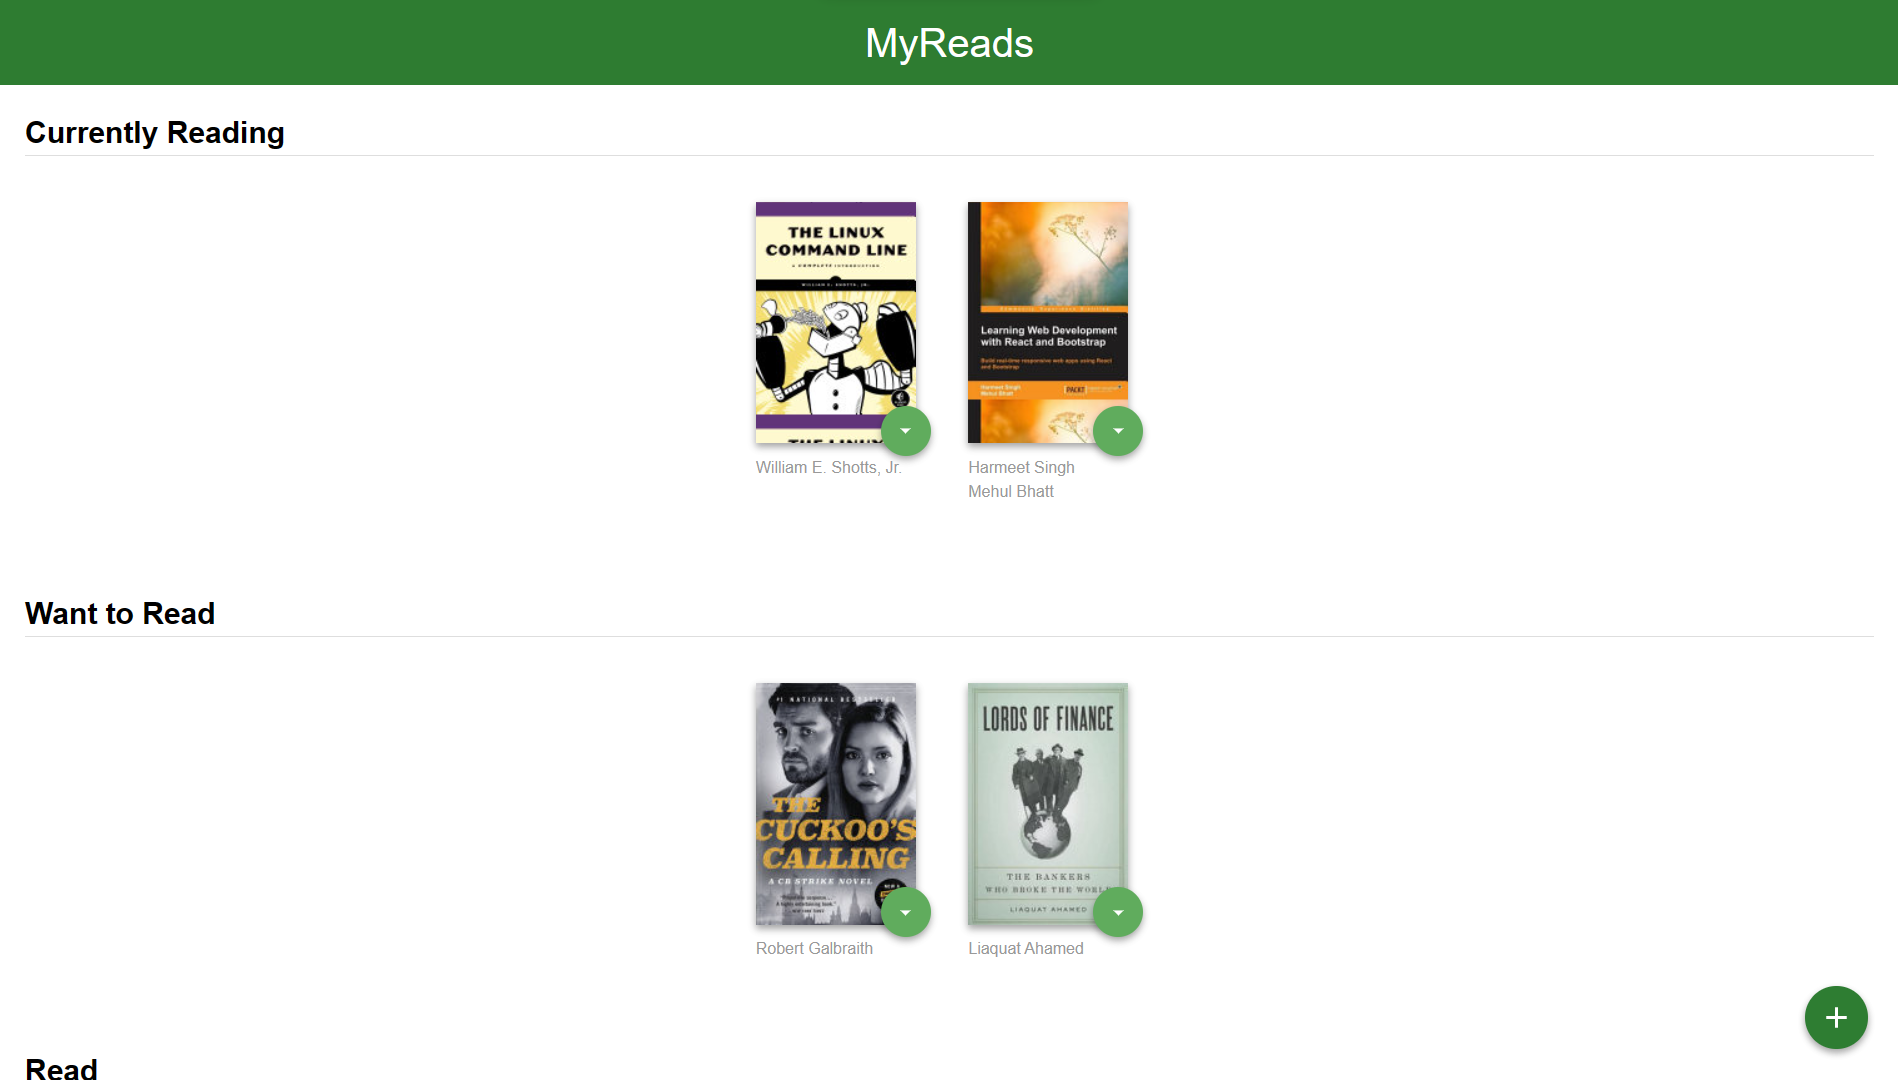 MyReads
Currently Reading
THE LINUX
COMMAND LINE
A COMPLETE INTRODUCTION
WILLIAM E. SHOTTS, JR.
THE LINUX
William E. Shotts, Jr.
Learning Web Development
with React and Bootstrap
Build real-time responsive web apps using React
and Bootstrap
Harmeet Singh
Mehul Bhatt
PACKT
Harmeet Singh
Mehul Bhatt
Want to Read
#1 NATIONAL BESTSELLER
THE
CUCKOO'S
CALLING
A CB STRIKE NOVEL
Robert Galbraith
LORDS OF FINANCE
THE BANKERS
WHO BROKE THE WORLD
LIAQUAT AHAMED
Liaquat Ahamed
Read